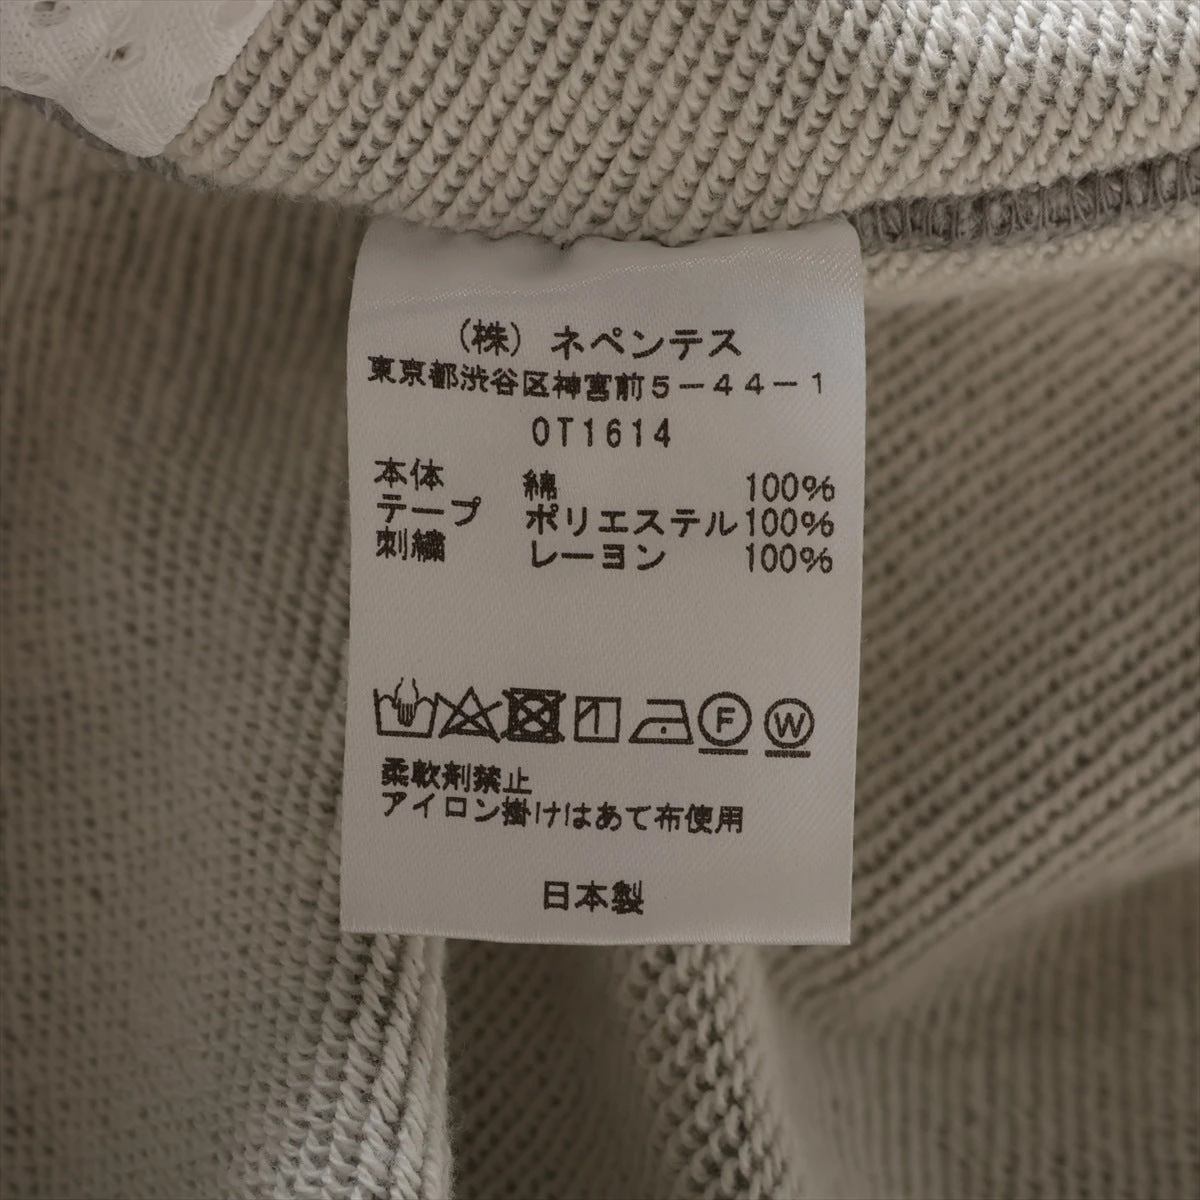 (株) ネペンテス
東京都渋谷区神宮前5-44-1
OT1614
本体 綿 100%
テープ ポリエステル100%
刺繍 レーヨン 100%
F W
柔軟剤禁止
アイロン掛けはあて布使用
日本製